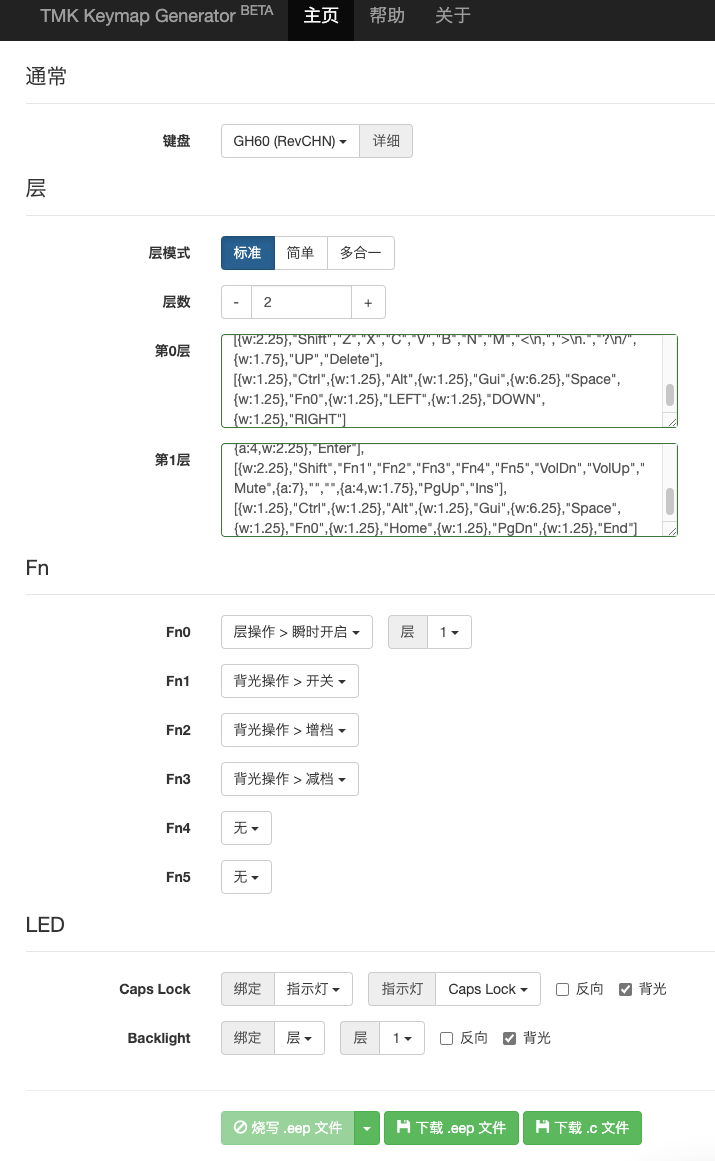 TMK Keymap Generator BETA 主页 帮助 关于
通常
键盘 GH60 (RevCHN) 详细
层
层模式 标准 简单 多合一
层数 - 2 +
第0层
[{w:2.25},"Shift","Z","X","C","V","B","N","M","<\n,",">\n.","?\n/",
{w:1.75},"UP","Delete"],
[{w:1.25},"Ctrl",{w:1.25},"Alt",{w:1.25},"Gui",{w:6.25},"Space",
{w:1.25},"Fn0",{w:1.25},"LEFT",{w:1.25},"DOWN",
{w:1.25},"RIGHT"]
第1层
{a:4,w:2.25},"Enter"],
[{w:2.25},"Shift","Fn1","Fn2","Fn3","Fn4","Fn5","VolDn","VolUp","
Mute",{a:7},"","",{a:4,w:1.75},"PgUp","Ins"],
[{w:1.25},"Ctrl",{w:1.25},"Alt",{w:1.25},"Gui",{w:6.25},"Space",
{w:1.25},"Fn0",{w:1.25},"Home",{w:1.25},"PgDn",{w:1.25},"End"]
Fn
Fn0 层操作 > 瞬时开启 层 1
Fn1 背光操作 > 开关
Fn2 背光操作 > 增档
Fn3 背光操作 > 减档
Fn4 无
Fn5 无
LED
Caps Lock 绑定 指示灯 指示灯 Caps Lock 反向 背光
Backlight 绑定 层 层 1 反向 背光
烧写 .eep 文件 下载 .eep 文件 下载 .c 文件